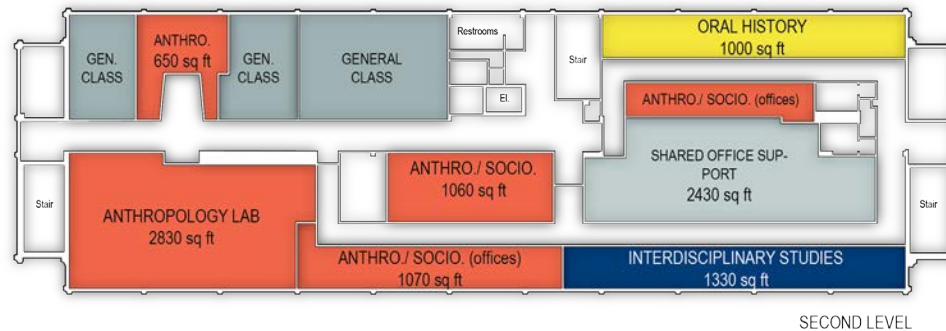 GEN.
CLASS
ANTHRO.
650 sq ft
GEN.
CLASS
GENERAL
CLASS
Restrooms
El.
Stair
ORAL HISTORY
1000 sq ft
ANTHRO./ SOCIO. (offices)
SHARED OFFICE SUP-
PORT
2430 sq ft
ANTHRO./ SOCIO.
1060 sq ft
Stair
ANTHROPOLOGY LAB
2830 sq ft
Stair
ANTHRO./ SOCIO. (offices)
1070 sq ft
INTERDISCIPLINARY STUDIES
1330 sq ft
SECOND LEVEL